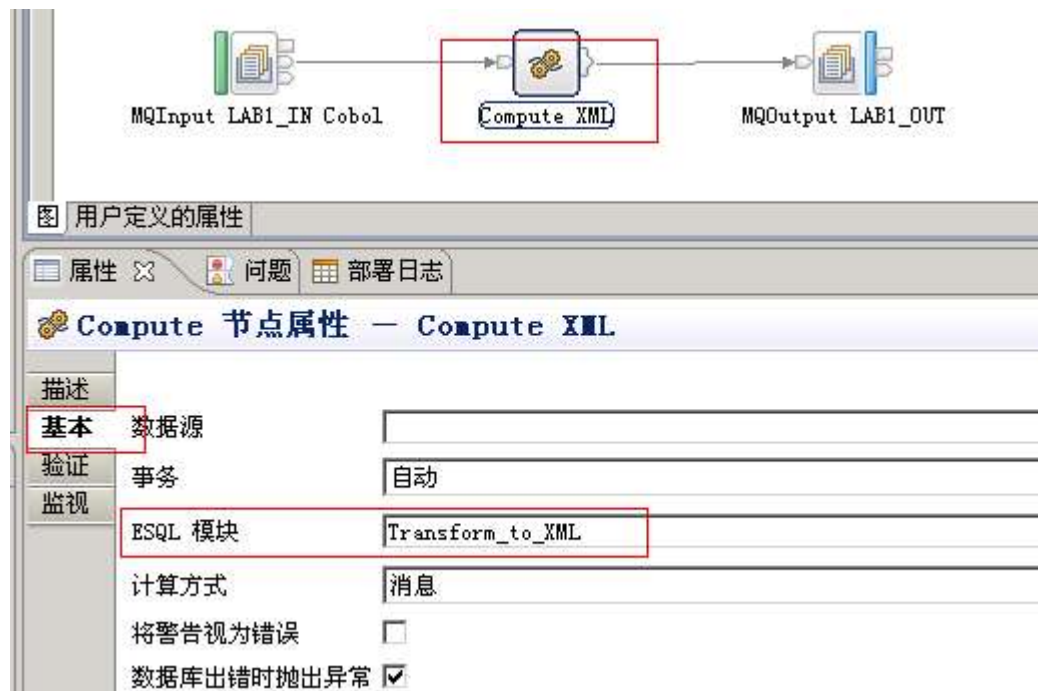 MQInput LAB1_IN Cobol
Compute XML
MQOutput LAB1_OUT
图 用户定义的属性
属性 问题 部署日志
Compute 节点属性 - Compute XML
描述
基本
验证
监视
数据源
事务 自动
ESQL 模块 Transform_to_XML
计算方式 消息
将警告视为错误
数据库出错时抛出异常